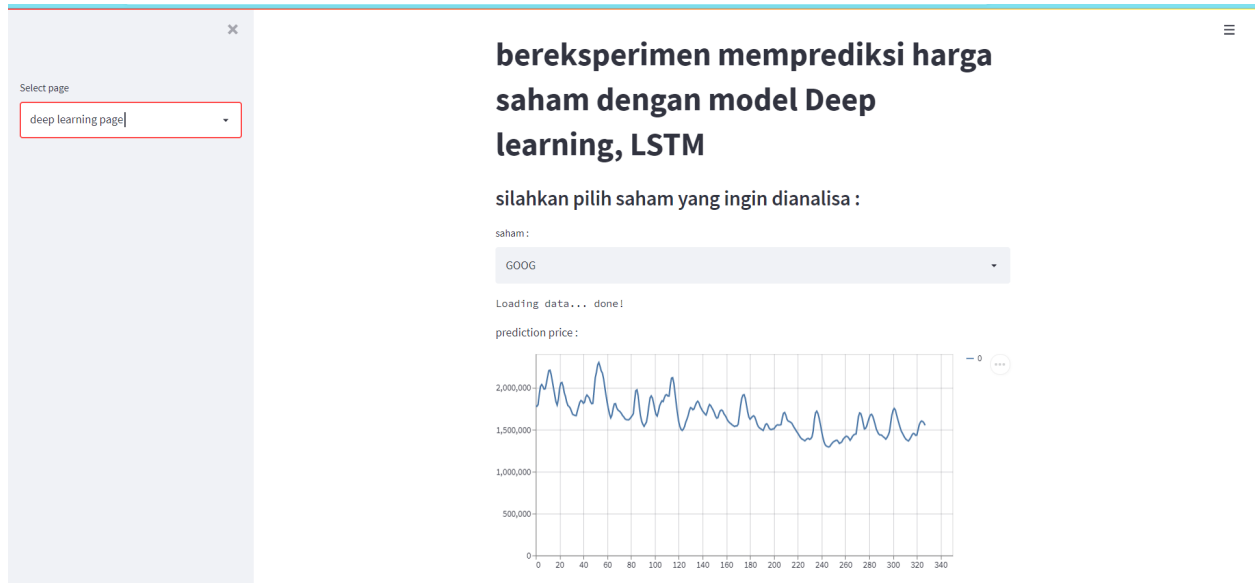 Select page
deep learning page
bereksperimen memprediksi harga
saham dengan model Deep
learning, LSTM
silahkan pilih saham yang ingin dianalisa :
saham :
GOOG
Loading data... done!
prediction price :
0
2,000,000
1,500,000
1,000,000
500,000
0
0 20 40 60 80 100 120 140 160 180 200 220 240 260 280 300 320 340